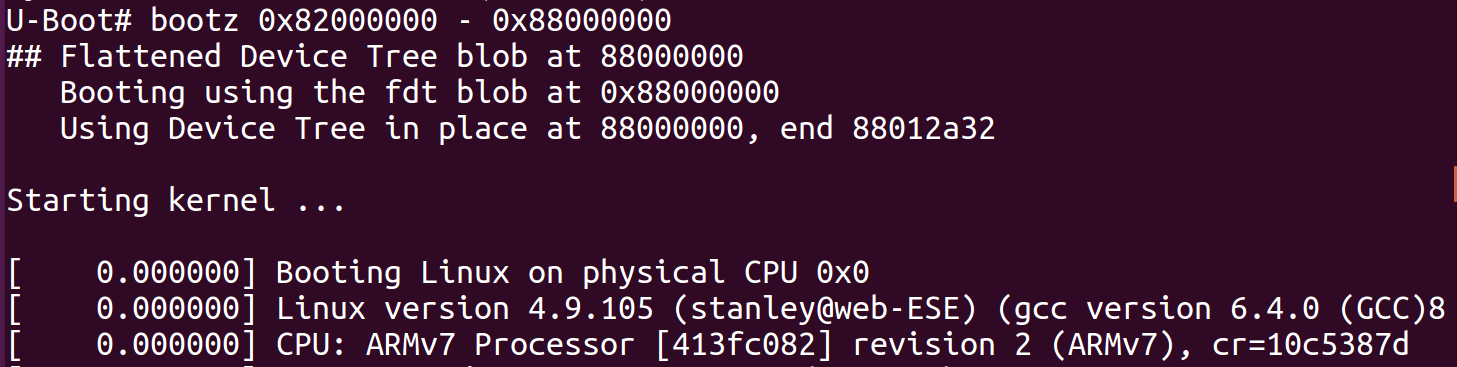 U-Boot# bootz 0x82000000 - 0x88000000
## Flattened Device Tree blob at 88000000
   Booting using the fdt blob at 0x88000000
   Using Device Tree in place at 88000000, end 88012a32
Starting kernel ...
[    0.000000] Booting Linux on physical CPU 0x0
[    0.000000] Linux version 4.9.105 (stanley@web-ESE) (gcc version 6.4.0 (GCC)8
[    0.000000] CPU: ARMv7 Processor [413fc082] revision 2 (ARMv7), cr=10c5387d